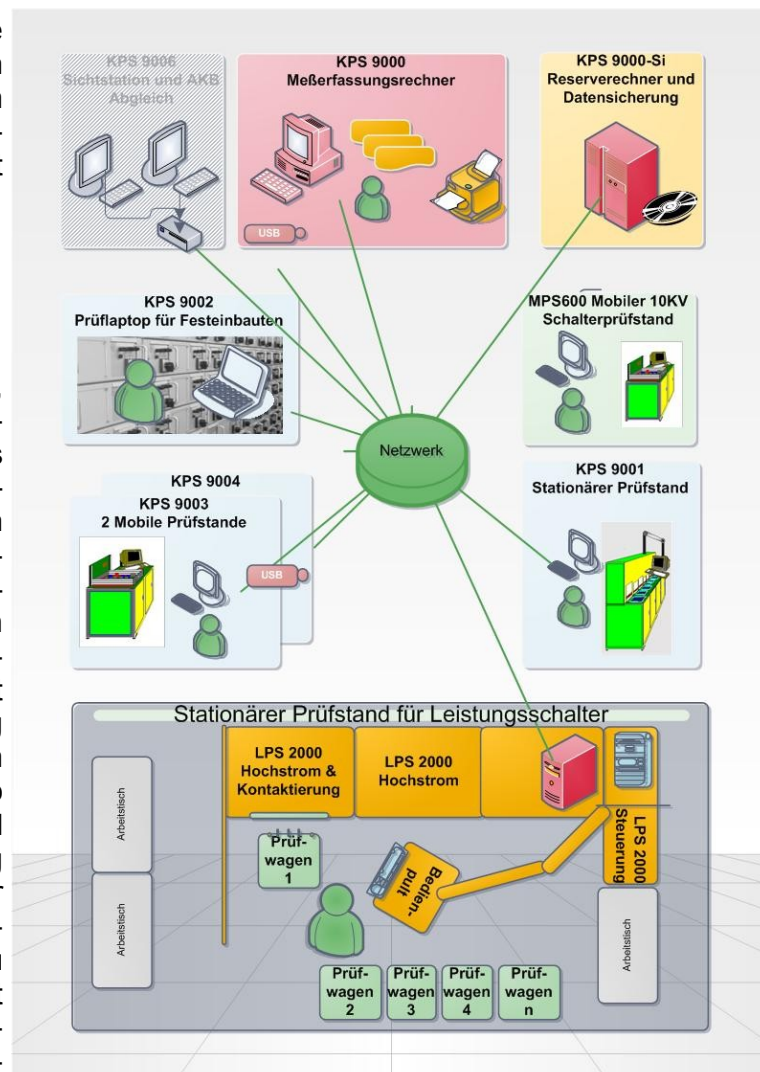 KPS 9006
Sichtstation und AKB
Abgleich
KPS 9000
Meßerfassungsrechner
USB
KPS 9000-Si
Reserverechner und
Datensicherung
KPS 9002
Prüflaptop für Festeinbauten
MPS600 Mobiler 10KV
Schalterprüfstand
Netzwerk
KPS 9004
KPS 9003
2 Mobile Prüfstande
USB
KPS 9001
Stationärer Prüfstand
Stationärer Prüfstand für Leistungsschalter
LPS 2000
Hochstrom &
Kontaktierung
LPS 2000
Hochstrom
LPS 2000
Steuerung
Arbeitstisch
Arbeitstisch
Prüf-
wagen
1
Bedien-
pult
Arbeitstisch
Prüf-
wagen
2
Prüf-
wagen
3
Prüf-
wagen
4
Prüf-
wagen
n